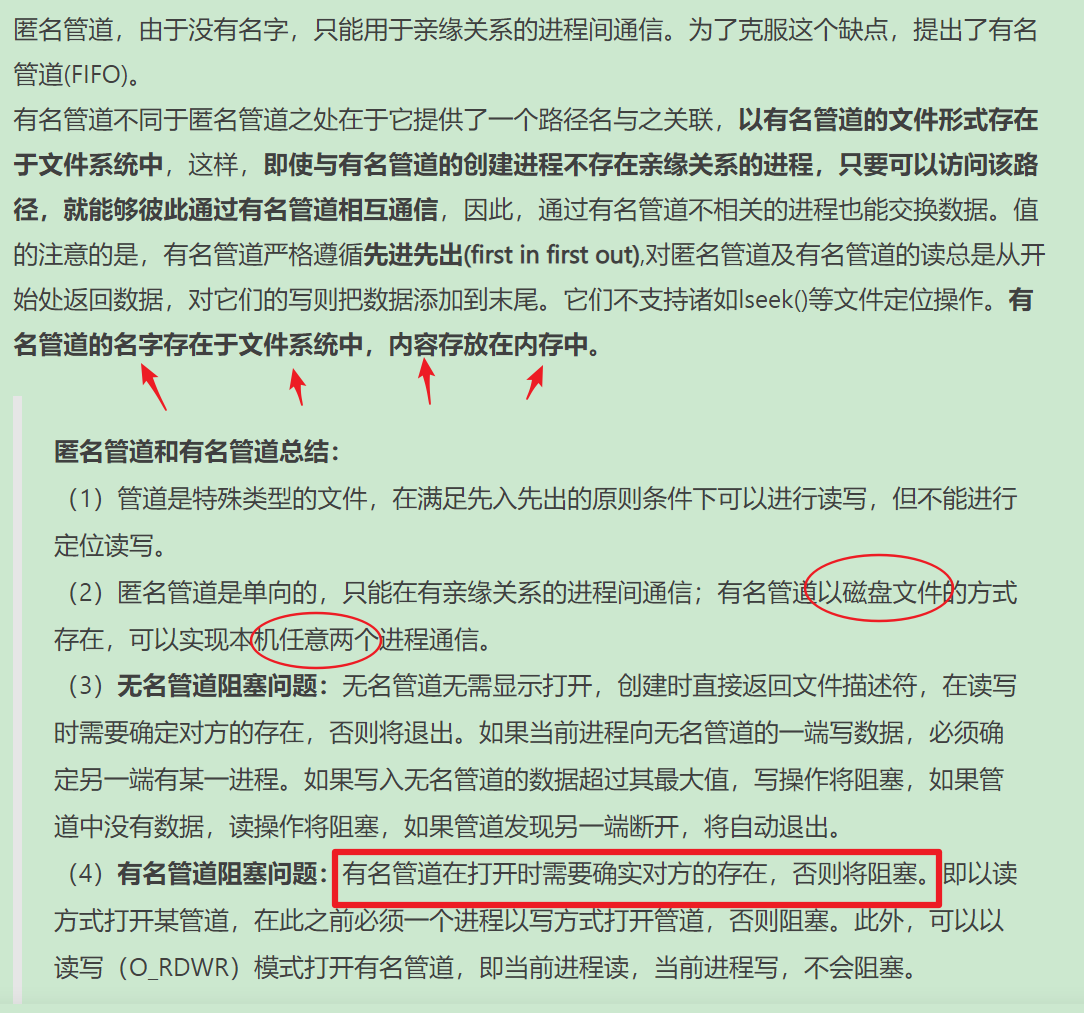 匿名管道，由于没有名字，只能用于亲缘关系的进程间通信。为了克服这个缺点，提出了有名
管道(FIFO)。
有名管道不同于匿名管道之处在于它提供了一个路径名与之关联，以有名管道的文件形式存在
于文件系统中，这样，即使与有名管道的创建进程不存在亲缘关系的进程，只要可以访问该路
径，就能够彼此通过有名管道相互通信，因此，通过有名管道不相关的进程也能交换数据。值
的注意的是，有名管道严格遵循先进先出(first in first out),对匿名管道及有名管道的读总是从开
始处返回数据，对它们的写则把数据添加到末尾。它们不支持诸如lseek()等文件定位操作。有
名管道的名字存在于文件系统中，内容存放在内存中。
匿名管道和有名管道总结：
（1）管道是特殊类型的文件，在满足先入先出的原则条件下可以进行读写，但不能进行
定位读写。
（2）匿名管道是单向的，只能在有亲缘关系的进程间通信；有名管道以磁盘文件的方式
存在，可以实现本机任意两个进程通信。
（3）无名管道阻塞问题：无名管道无需显示打开，创建时直接返回文件描述符，在读写
时需要确定对方的存在，否则将退出。如果当前进程向无名管道的一端写数据，必须确
定另一端有某一进程。如果写入无名管道的数据超过其最大值，写操作将阻塞，如果管
道中没有数据，读操作将阻塞，如果管道发现另一端断开，将自动退出。
（4）有名管道阻塞问题：有名管道在打开时需要确实对方的存在，否则将阻塞。即以读
方式打开某管道，在此之前必须一个进程以写方式打开管道，否则阻塞。此外，可以以
读写（O_RDWR）模式打开有名管道，即当前进程读，当前进程写，不会阻塞。